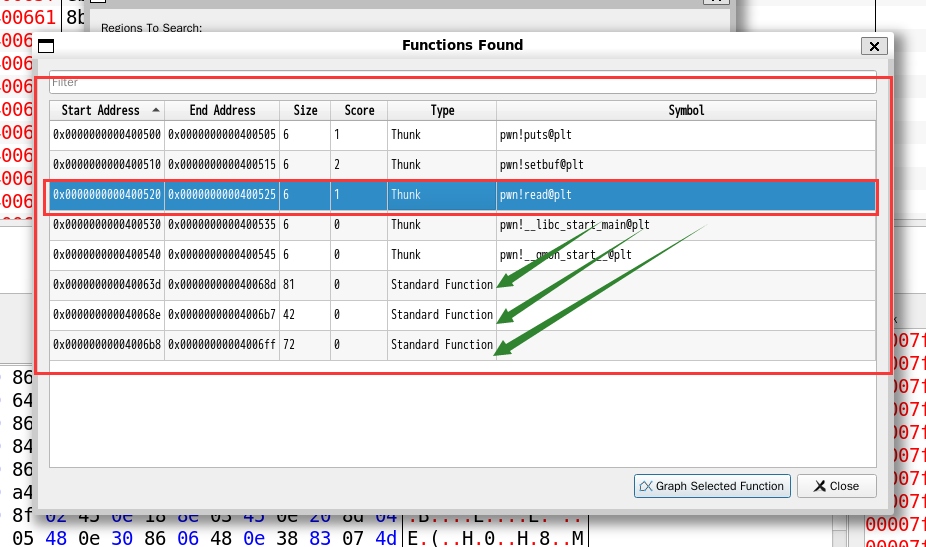 400661 8b
Regions To Search:
Functions Found
Filter
Start Address End Address Size Score Type Symbol
0x0000000000400500 0x0000000000400505 6 1 Thunk pwn!puts@plt
0x0000000000400510 0x0000000000400515 6 2 Thunk pwn!setbuf@plt
0x0000000000400520 0x0000000000400525 6 1 Thunk pwn!read@plt
0x0000000000400530 0x0000000000400535 6 0 Thunk pwn!__libc_start_main@plt
0x0000000000400540 0x0000000000400545 6 0 Thunk pwn!__gmon_start__@plt
0x000000000040063d 0x000000000040068d 81 0 Standard Function
0x000000000040068e 0x00000000004006b7 42 0 Standard Function
0x00000000004006b8 0x00000000004006ff 72 0 Standard Function
86
64
86
84
86
a4
Graph Selected Function Close
8f 02 45 0e 18 8e 03 45 0e 20 8d 04 .B....E....E. ..
05 48 0e 30 86 06 48 0e 38 83 07 4d E.(..H.0..H.8..M